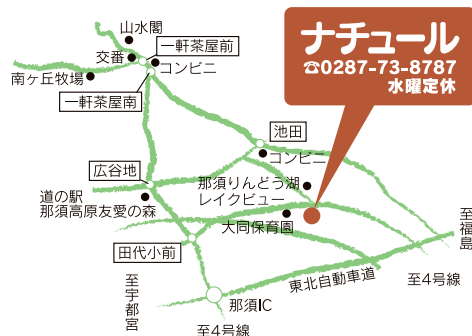 ナチュール
☎0287-73-8787
水曜定休
山水閣
交番
一軒茶屋前
コンビニ
南ヶ丘牧場
一軒茶屋南
池田
コンビニ
広谷地
那須りんどう湖
レイクビュー
道の駅
那須高原友愛の森
大同保育園
至福島
田代小前
東北自動車道
至4号線
至宇都宮
那須IC
至4号線